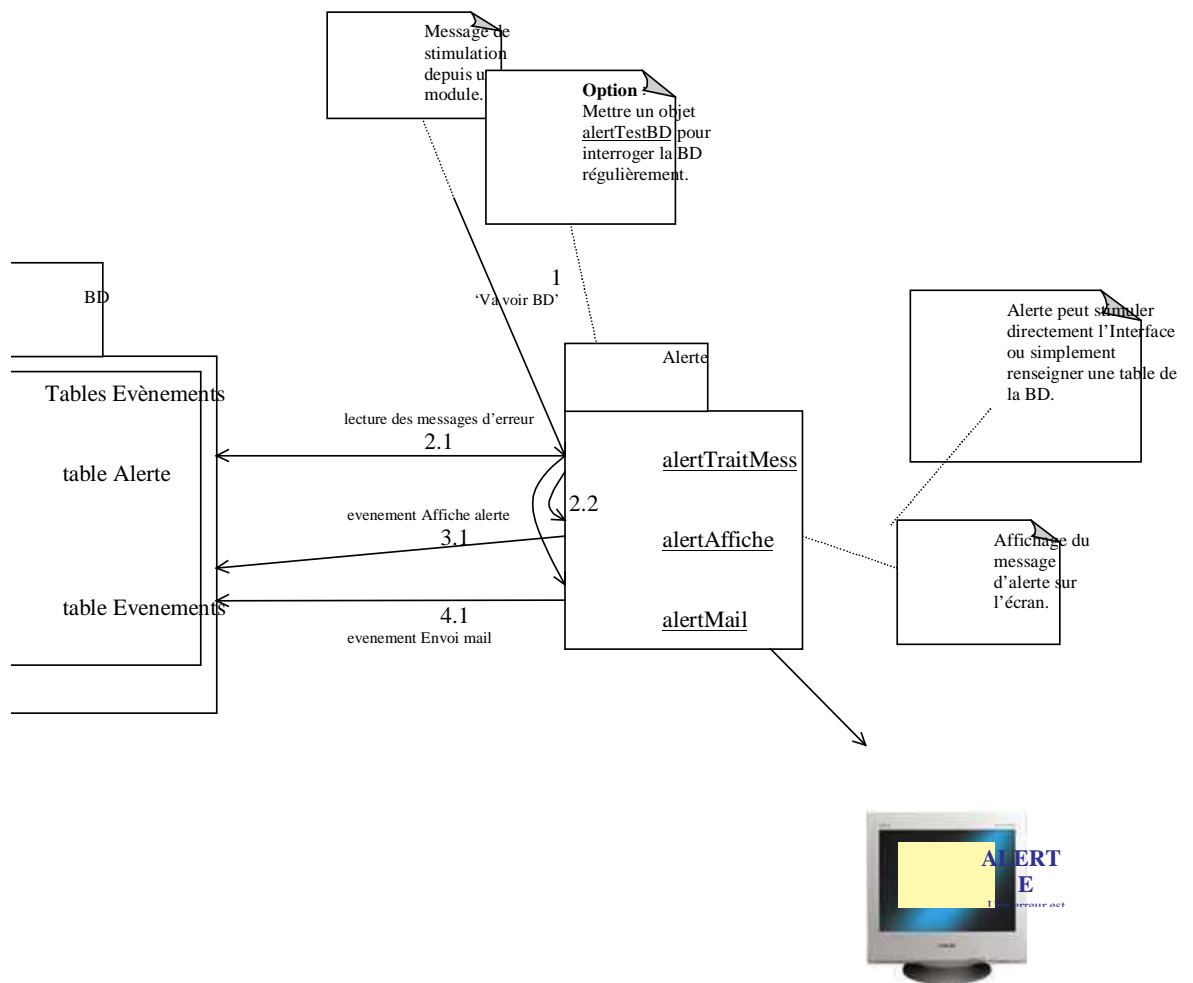 Message de
stimulation
depuis u
module.
Option :
Mettre un objet
alertTestBD pour
interroger la BD
régulièrement.
1
‘Va voir BD’
BD
Alerte
Alerte peut stimuler
directement l’Interface
ou simplement
renseigner une table de
la BD.
Tables Evènements
lecture des messages d’erreur
2.1
table Alerte
alertTraitMess
2.2
evenement Affiche alerte
3.1
alertAffiche
Affichage du
message
d’alerte sur
l’écran.
table Evenements
4.1
evenement Envoi mail
alertMail
ALERT
E
erreur est